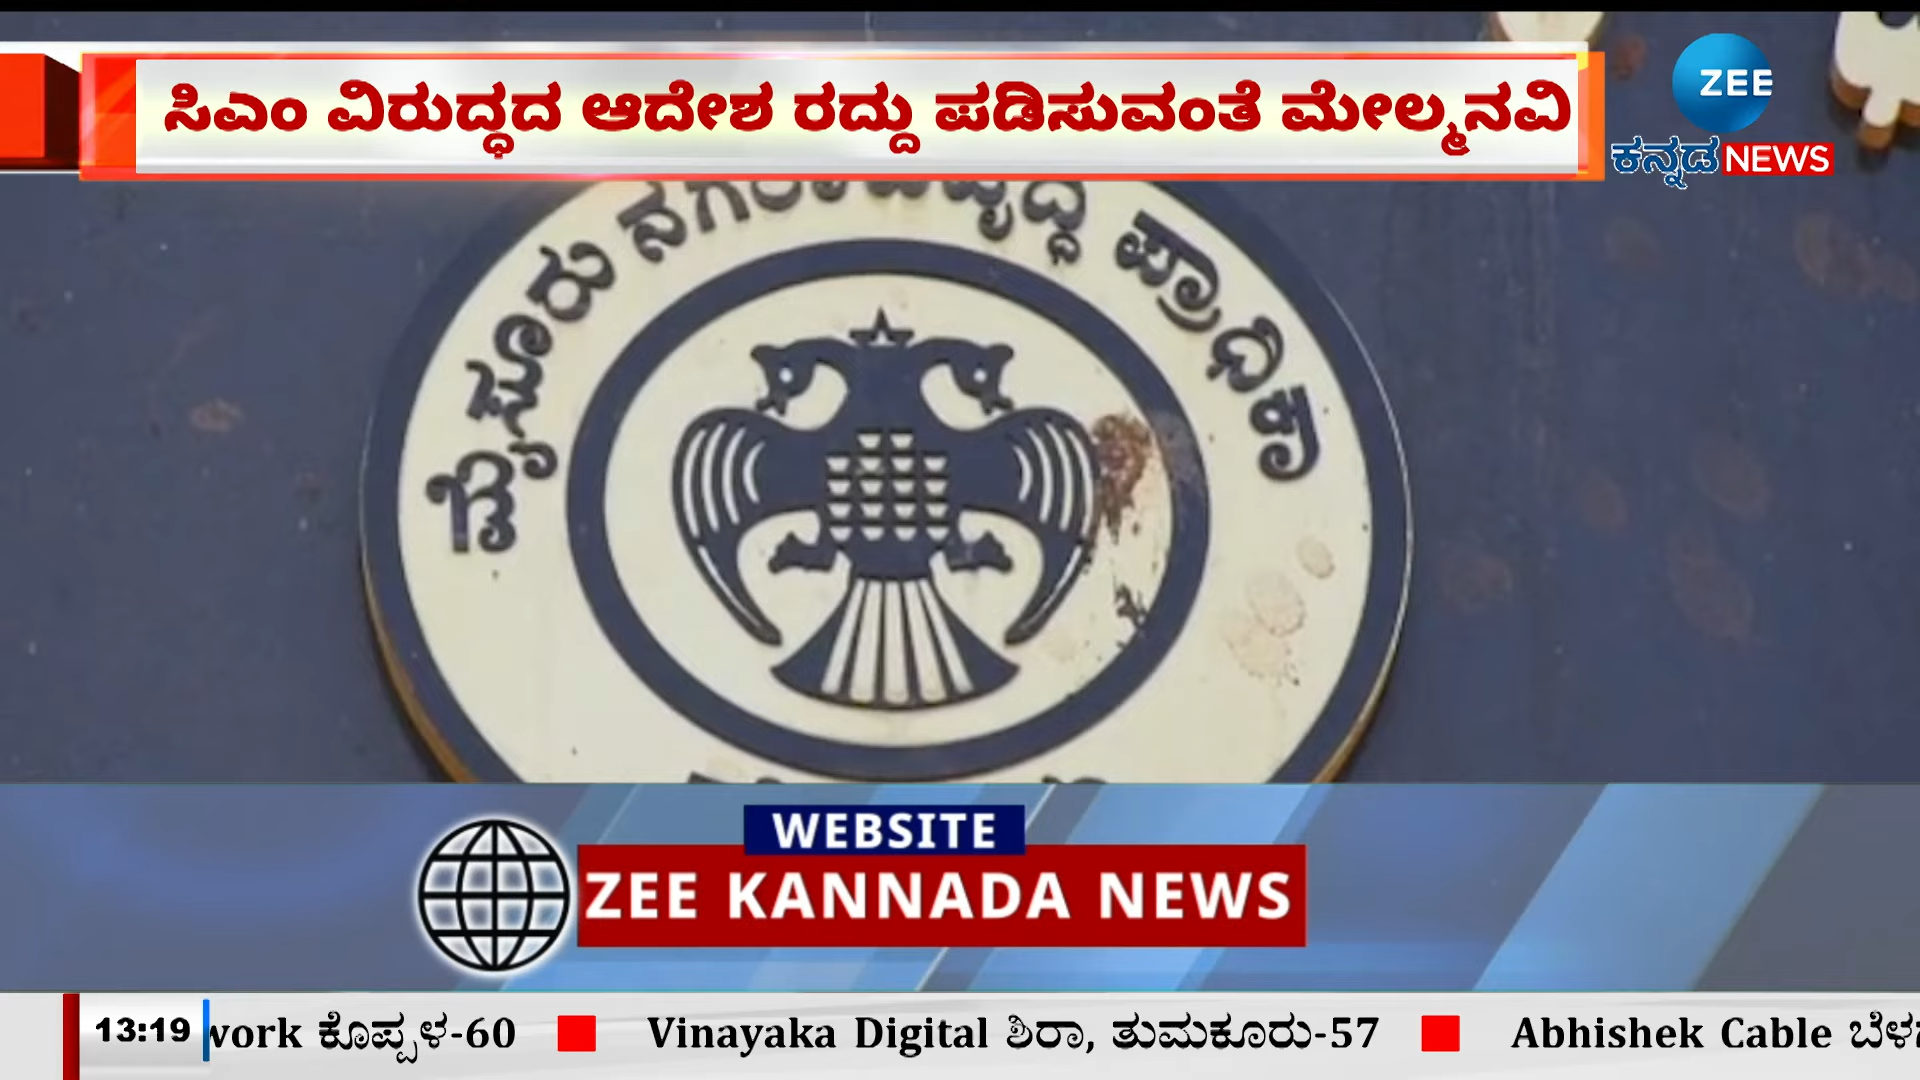 ಸಿಎಂ ವಿರುದ್ಧದ ಆದೇಶ ರದ್ದು ಪಡಿಸುವಂತೆ ಮೇಲ್ಮನವಿ
ZEE
ಕನ್ನಡ NEWS
ಮೈಸೂರು ನಗರಾಭಿವೃದ್ಧಿ ಪ್ರಾಧಿಕಾ
WEBSITE
ZEE KANNADA NEWS
13:19 work ಕೊಪ್ಪಳ-60 Vinayaka Digital ಶಿರಾ, ತುಮಕೂರು-57 Abhishek Cable